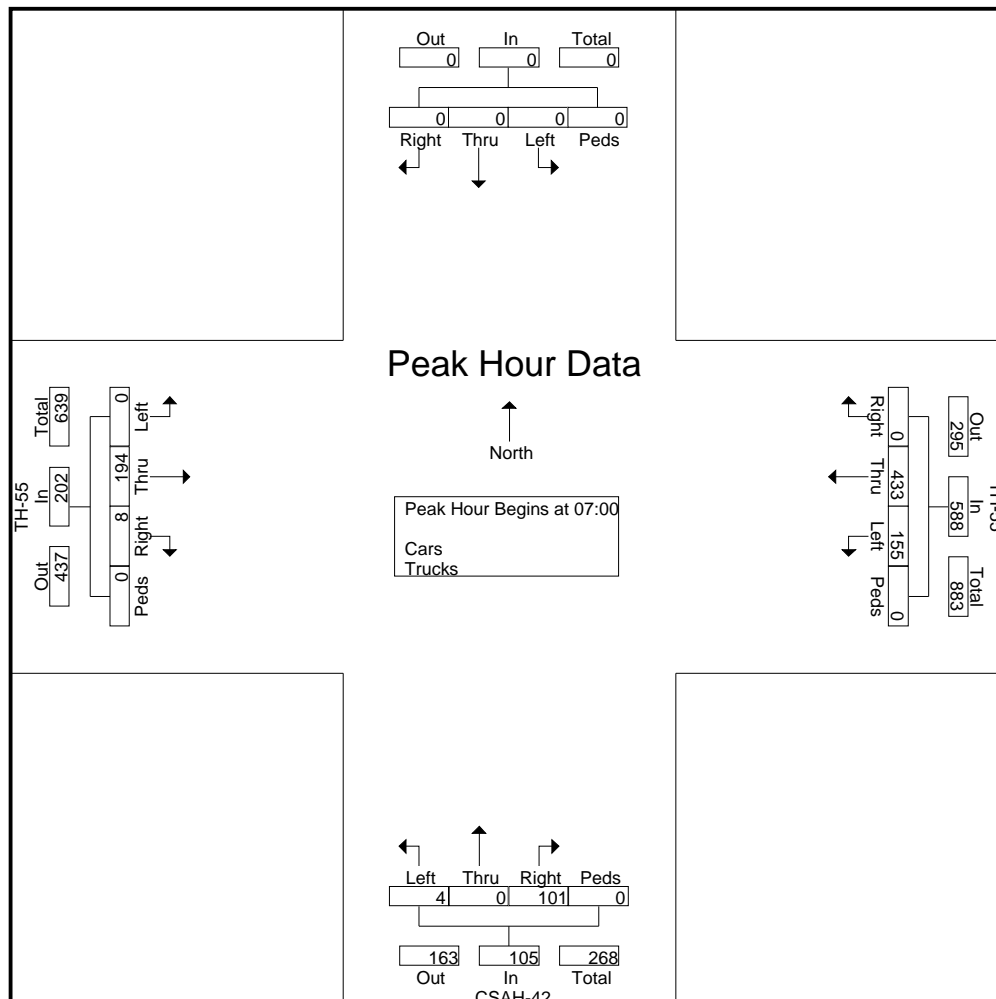 Out In Total
0 0 0
0 0 0 0
Right Thru Left Peds
Peak Hour Data
North
Peak Hour Begins at 07:00
Cars
Trucks
TH-55
Total In Out
639 202 437
0 194 8 0
Left Thru Right Peds
Right Thru Left Peds
0 433 155 0
Out In Total
295 588 883
Left Thru Right Peds
4 0 101 0
163 105 268
Out In Total
CSAH-42